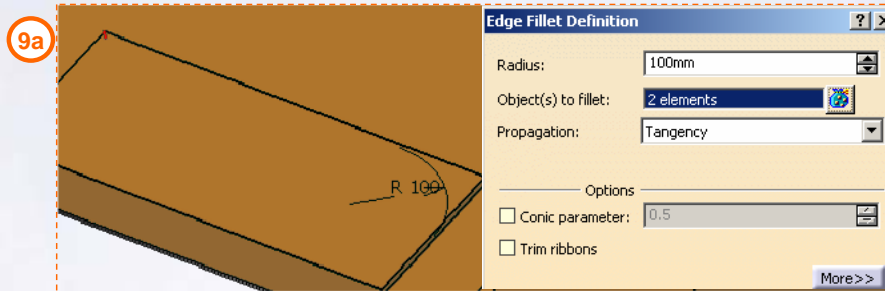 9a
Edge Fillet Definition
Radius: 100mm
Object(s) to fillet: 2 elements
Propagation: Tangency
Options
Conic parameter: 0.5
Trim ribbons
More>>
R 100